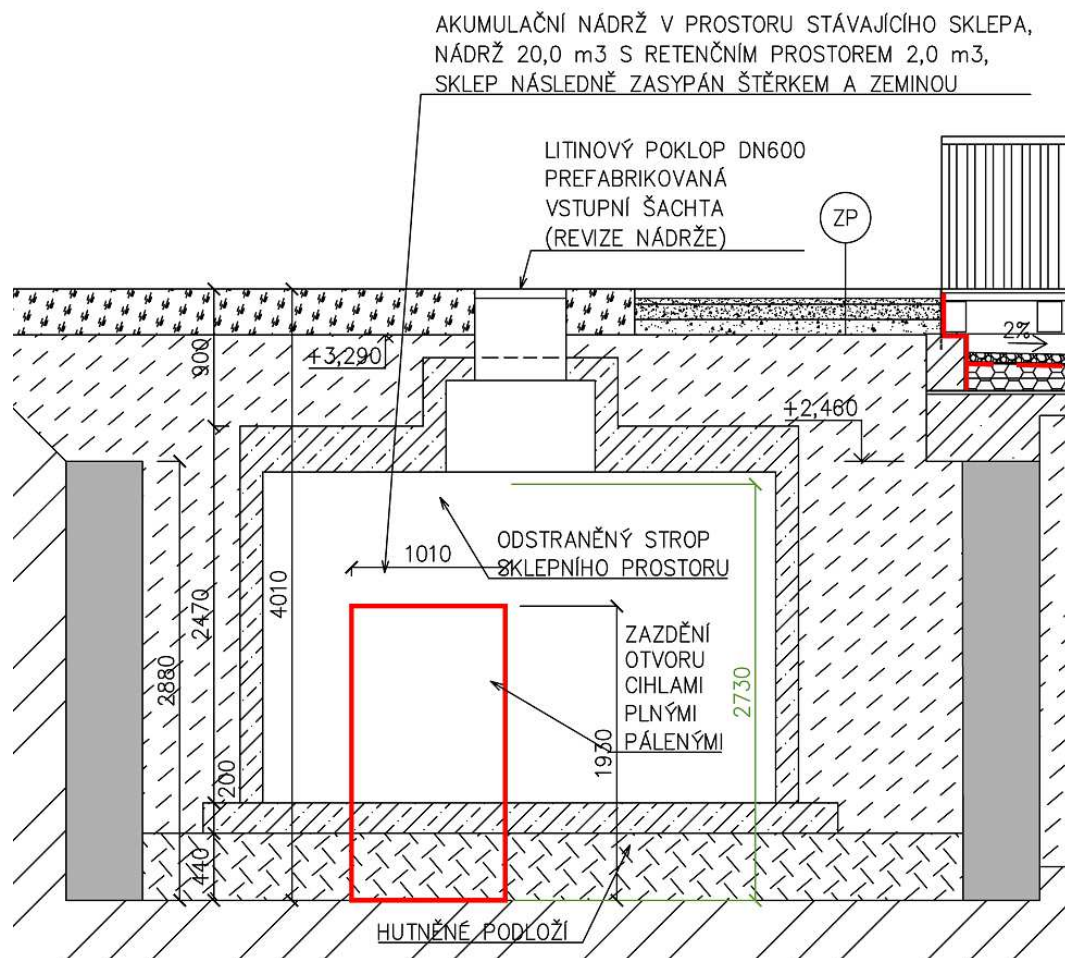 AKUMULAČNÍ NÁDRŽ V PROSTORU STÁVAJÍCÍHO SKLEPA,
NÁDRŽ 20,0 m3 S RETENČNÍM PROSTOREM 2,0 m3,
SKLEP NÁSLEDNĚ ZASYPÁN ŠTĚRKEM A ZEMINOU
LITINOVÝ POKLOP DN600
PREFABRIKOVANÁ
VSTUPNÍ ŠACHTA
(REVIZE NÁDRŽE)
ZP
2%
900
+3,290
+2,460
ODSTRANĚNÝ STROP
SKLEPNÍHO PROSTORU
1010
2470
4010
2880
2730
1930
ZAZDĚNÍ
OTVORU
CIHLAMI
PLNÝMI
PÁLENÝMI
200
440
HUTNĚNÉ PODLOŽÍ